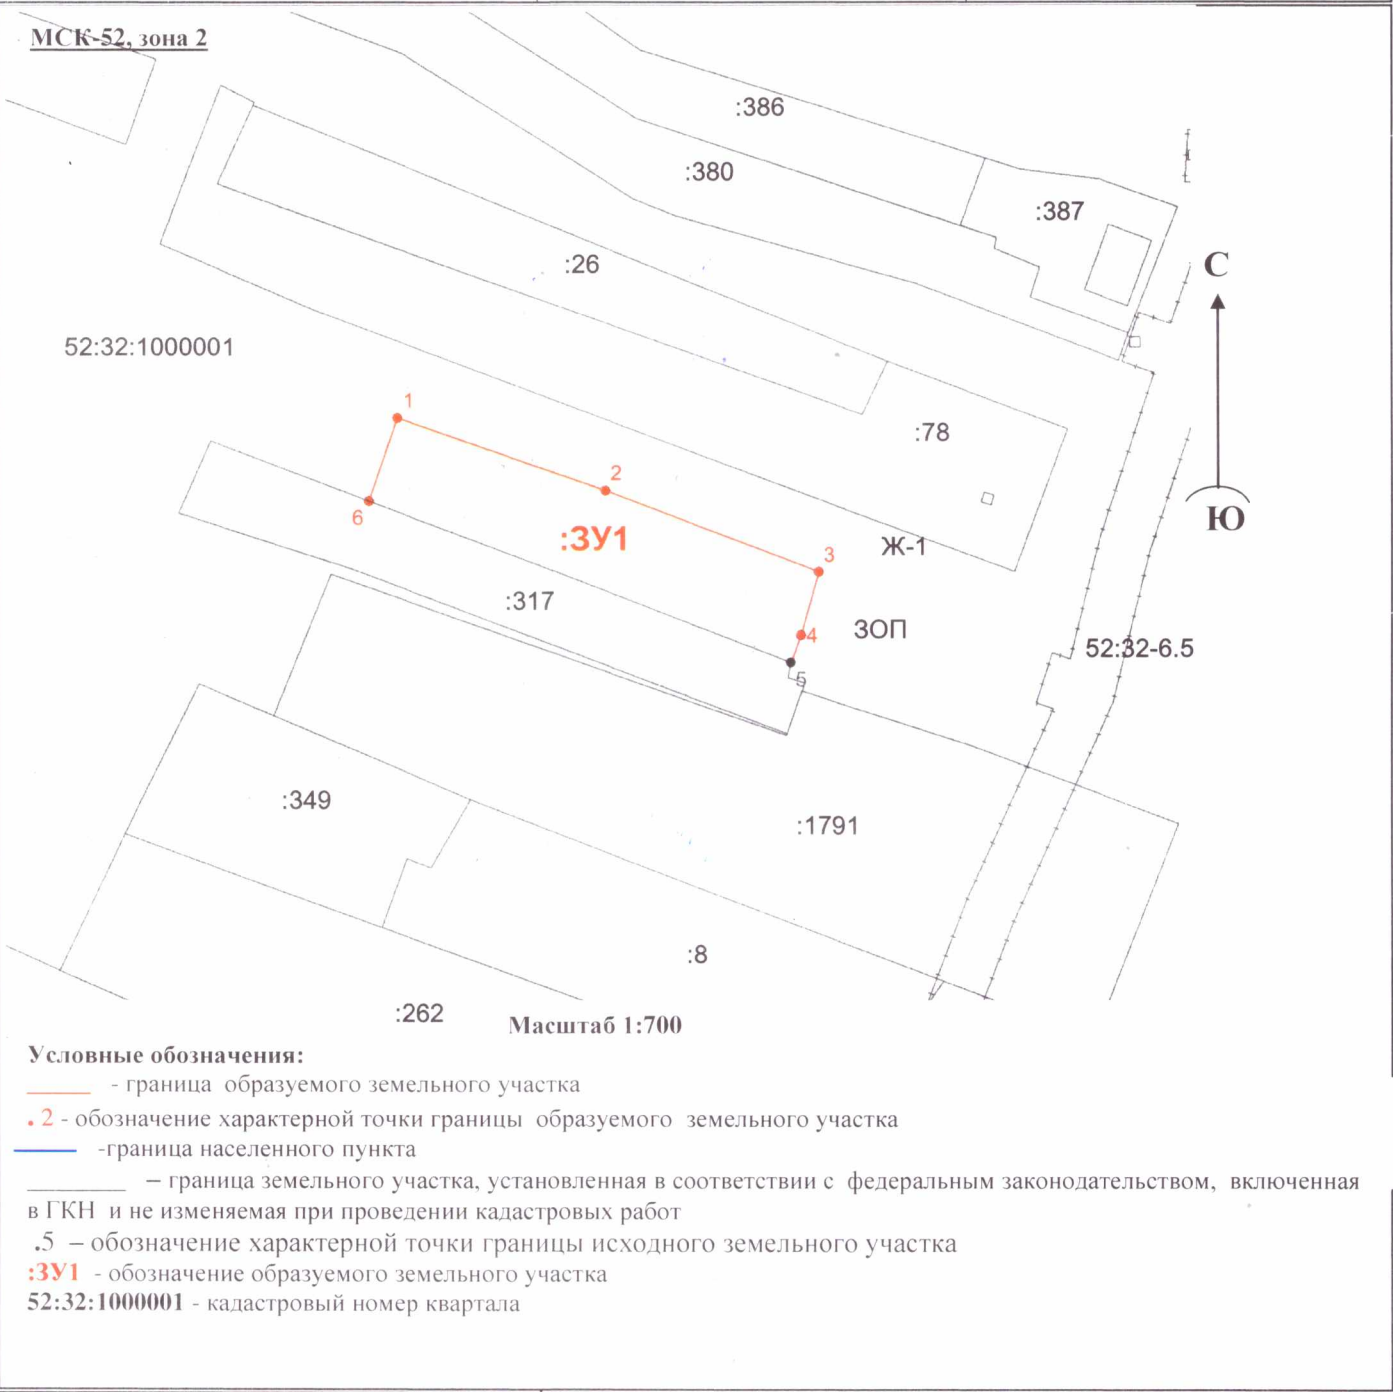 МСК-52, зона 2
:386
:380
:387
С
:26
52:32:1000001
1
:78
2
6
:ЗУ1
Ю
3
Ж-1
:317
4
ЗОП
52:32-6.5
5
:349
:1791
:8
:262
Масштаб 1:700
Условные обозначения:
- граница образуемого земельного участка
. 2 - обозначение характерной точки границы образуемого земельного участка
-граница населенного пункта
– граница земельного участка, установленная в соответствии с федеральным законодательством, включенная
в ГКН и не изменяемая при проведении кадастровых работ
.5 – обозначение характерной точки границы исходного земельного участка
:ЗУ1 - обозначение образуемого земельного участка
52:32:1000001 - кадастровый номер квартала